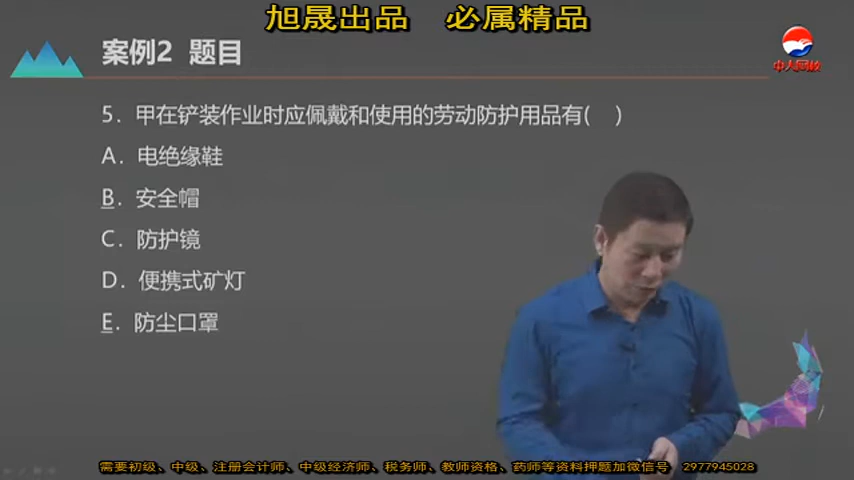 旭晟出品 必属精品
案例2 题目
中人网校
5. 甲在铲装作业时应佩戴和使用的劳动防护用品有( )
A. 电绝缘鞋
B. 安全帽
C. 防护镜
D. 便携式矿灯
E. 防尘口罩
需要初级、中级、注册会计师、中级经济师、税务师、教师资格、药师等资料押题加微信号 2977945028